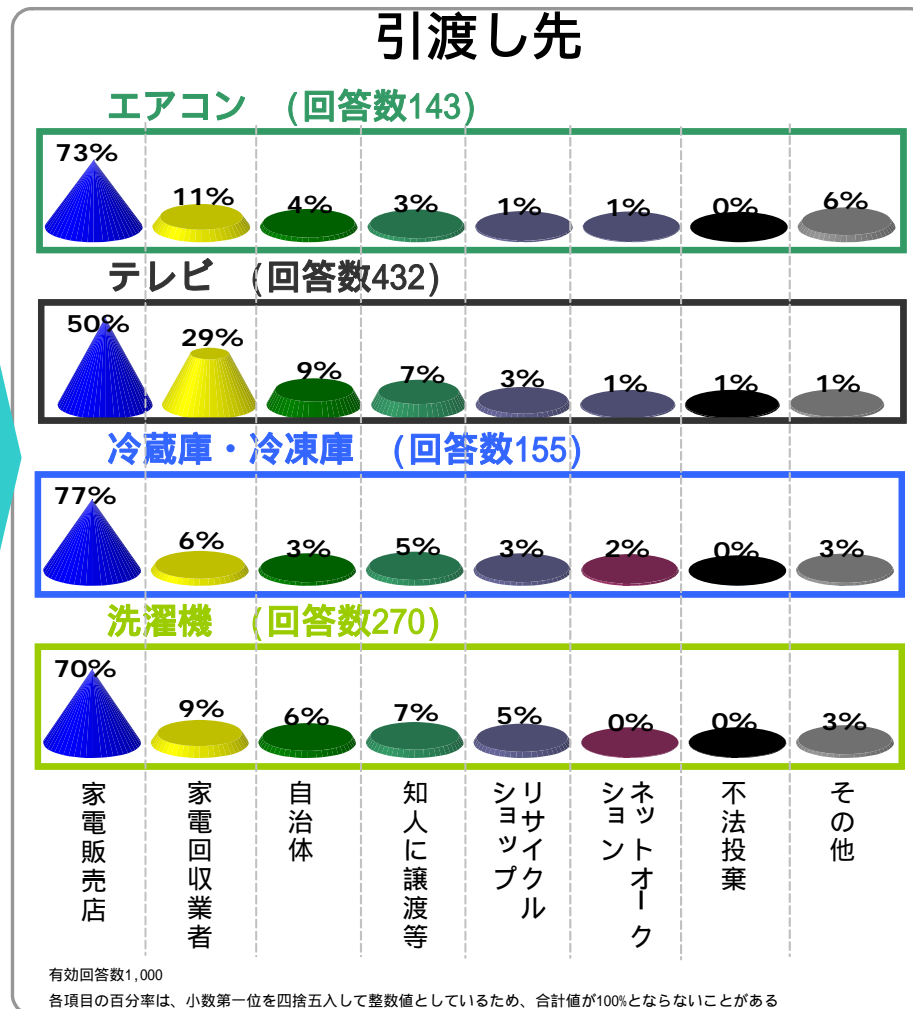 引渡し先
エアコン (回答数143)
73% 11% 4% 3% 1% 1% 0% 6%
テレビ (回答数432)
50% 29% 9% 7% 3% 1% 1% 1%
冷蔵庫・冷凍庫 (回答数155)
77% 6% 3% 5% 3% 2% 0% 3%
洗濯機 (回答数270)
70% 9% 6% 7% 5% 0% 0% 3%
家電販売店
家電回収業者
自治体
知人に譲渡等
リサイクル
ショップ
ネットオーク
ション
不法投棄
その他
有効回答数1,000
各項目の百分率は、小数第一位を四捨五入して整数値としているため、合計値が100%とならないことがある